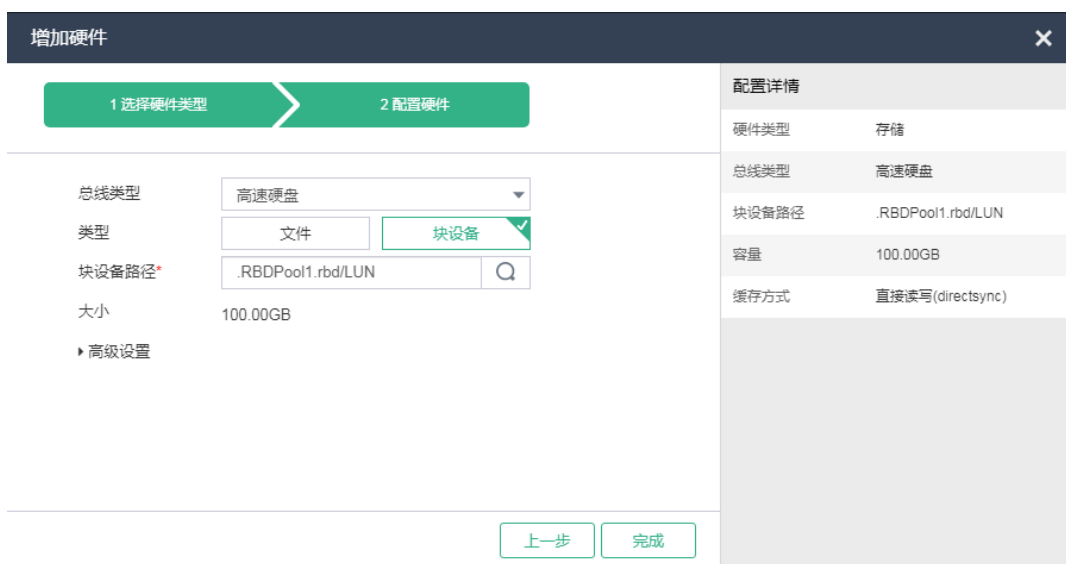 增加硬件
1 选择硬件类型
2 配置硬件
总线类型 高速硬盘
类型 文件 块设备
块设备路径* .RBDPool1.rbd/LUN
大小 100.00GB
高级设置
上一步 完成
配置详情
硬件类型 存储
总线类型 高速硬盘
块设备路径 .RBDPool1.rbd/LUN
容量 100.00GB
缓存方式 直接读写(directsync)